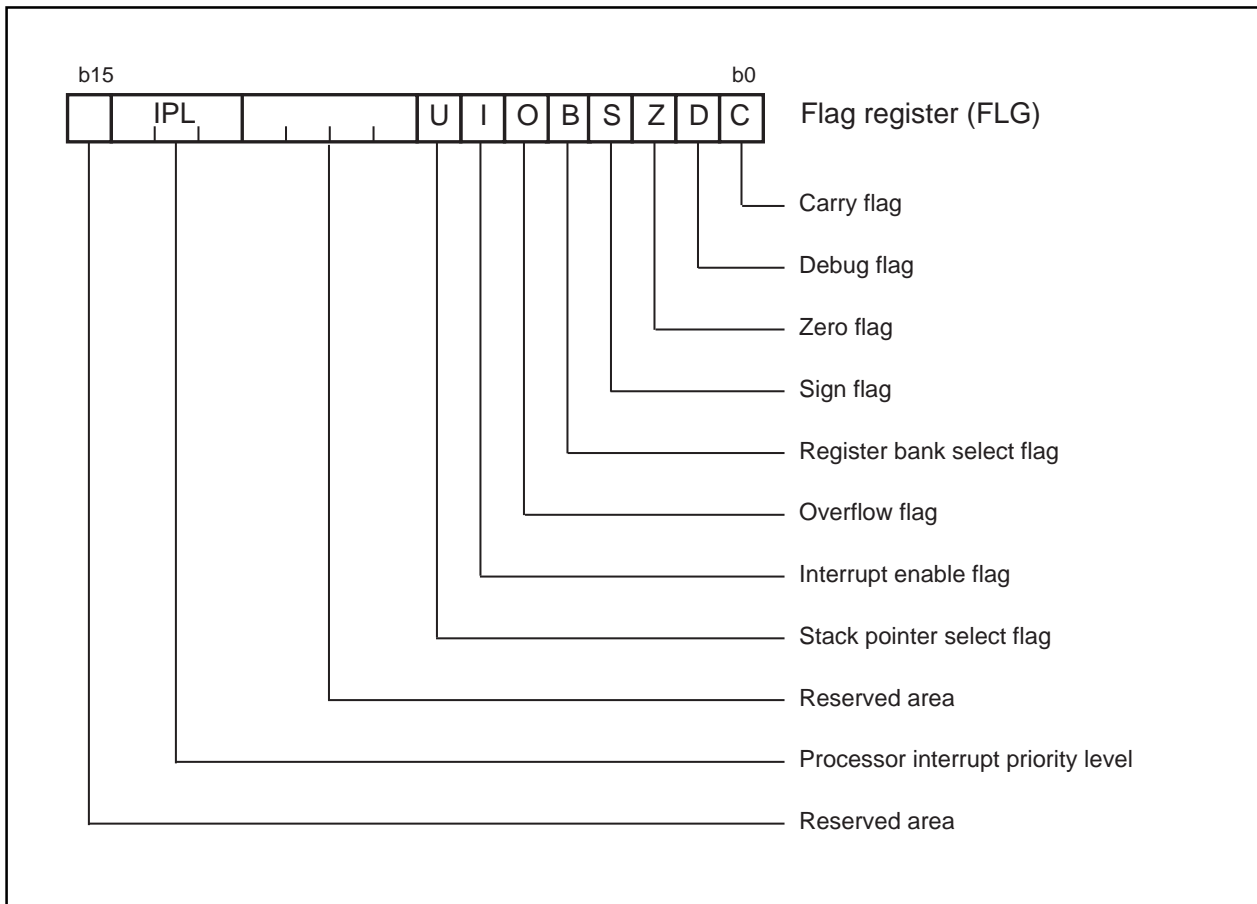 b15
b0
IPL
U I O B S Z D C
Flag register (FLG)
Carry flag
Debug flag
Zero flag
Sign flag
Register bank select flag
Overflow flag
Interrupt enable flag
Stack pointer select flag
Reserved area
Processor interrupt priority level
Reserved area